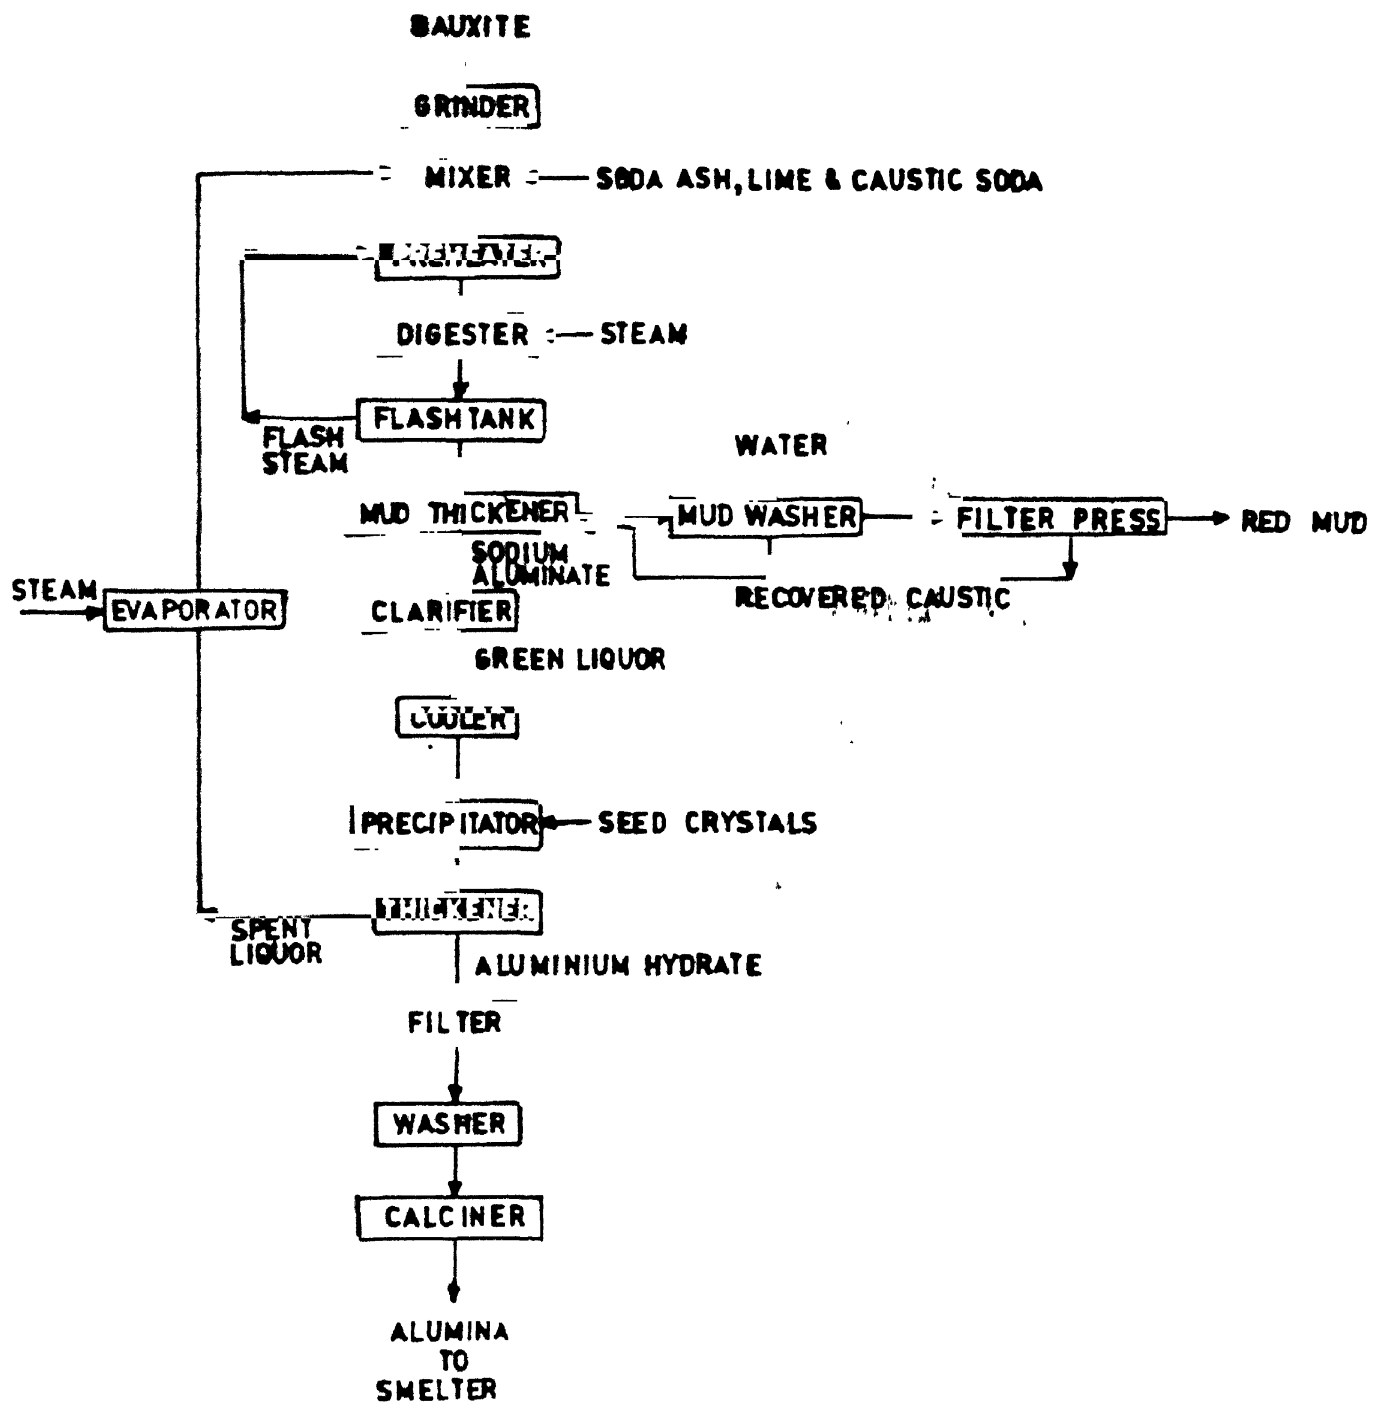 BAUXITE
GRINDER
MIXER
SODA ASH, LIME & CAUSTIC SODA
PREHEATER
DIGESTER
STEAM
FLASH TANK
FLASH
STEAM
WATER
MUD THICKENER
MUD WASHER
FILTER PRESS
RED MUD
SODIUM
ALUMINATE
RECOVERED CAUSTIC
STEAM
EVAPORATOR
CLARIFIER
GREEN LIQUOR
COOLER
PRECIPITATOR
SEED CRYSTALS
THICKENER
SPENT
LIQUOR
ALUMINIUM HYDRATE
FILTER
WASHER
CALCINER
ALUMINA
TO
SMELTER